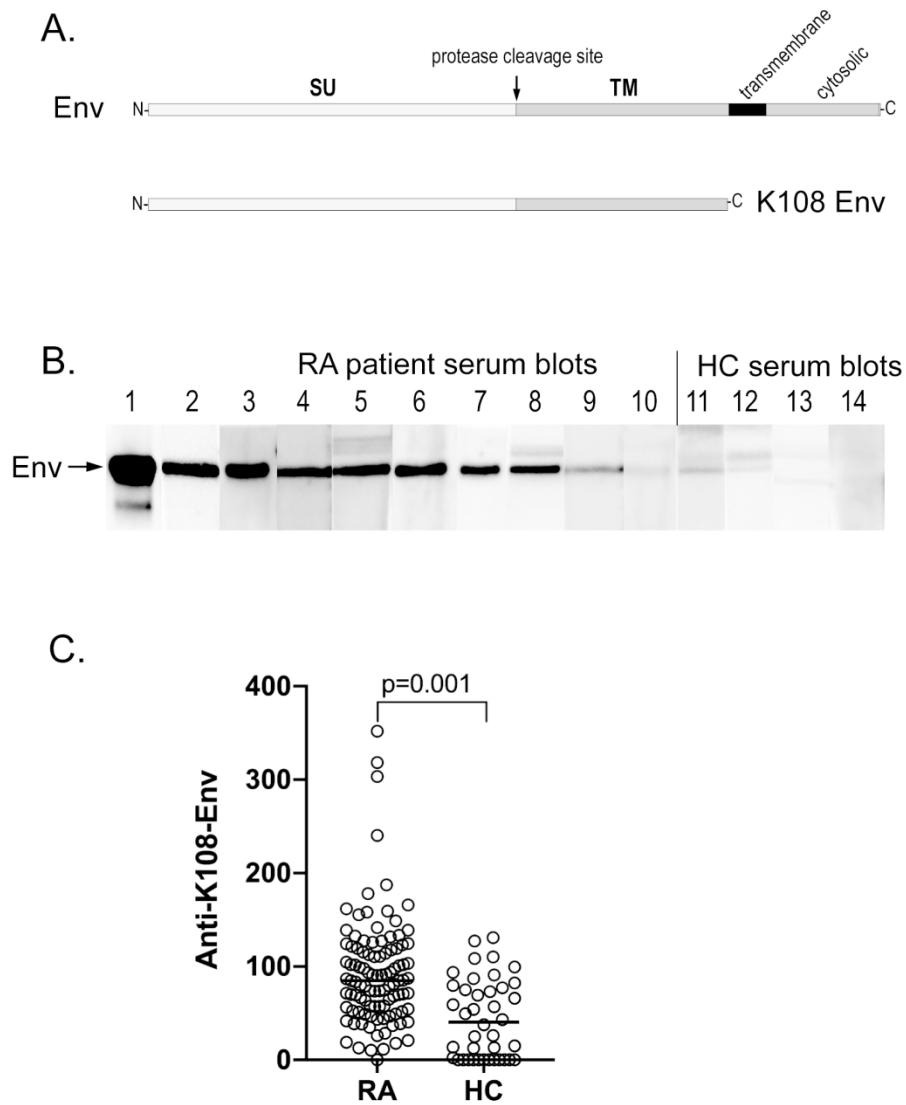 A.
protease cleavage site
transmembrane
cytosolic
SU
TM
Env
N-
-C
N-
-C
K108 Env
B.
RA patient serum blots
HC serum blots
1 2 3 4 5 6 7 8 9 10 11 12 13 14
Env
C.
p=0.001
400
300
200
100
0
Anti-K108-Env
RA HC